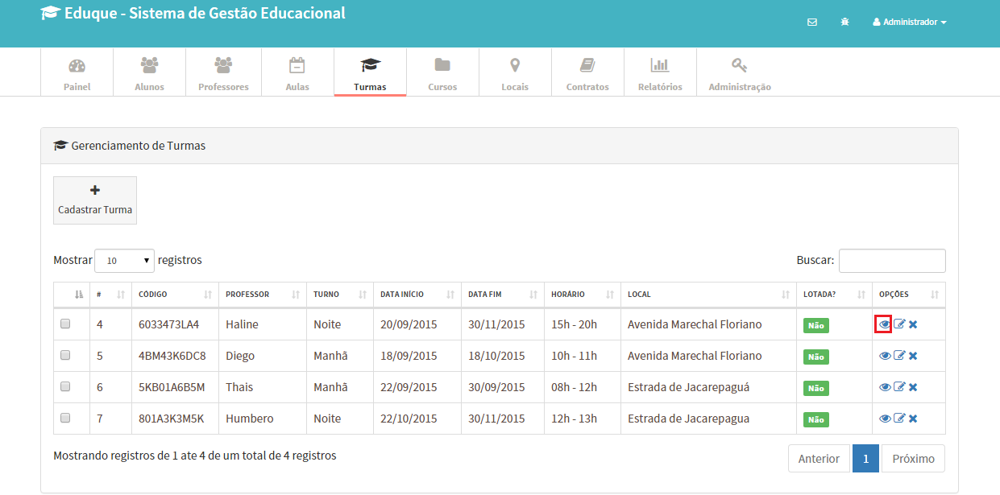 Eduque - Sistema de Gestão Educacional
Administrador
Painel Alunos Professores Aulas Turmas Cursos Locais Contratos Relatórios Administração
Gerenciamento de Turmas
Cadastrar Turma
Mostrar 10 registros Buscar:
# CÓDIGO PROFESSOR TURNO DATA INÍCIO DATA FIM HORÁRIO LOCAL LOTADA? OPÇÕES
4 6033473LA4 Haline Noite 20/09/2015 30/11/2015 15h - 20h Avenida Marechal Floriano Não
5 4BM43K6DC8 Diego Manhã 18/09/2015 18/10/2015 10h - 11h Avenida Marechal Floriano Não
6 5KB01A6B5M Thais Manhã 22/09/2015 30/09/2015 08h - 12h Estrada de Jacarepaguá Não
7 801A3K3M5K Humbero Noite 22/10/2015 30/11/2015 12h - 13h Estrada de Jacarepagua Não
Mostrando registros de 1 ate 4 de um total de 4 registros Anterior 1 Próximo